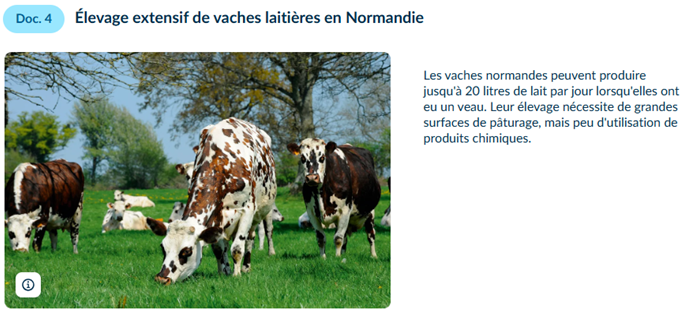 Doc. 4
Élevage extensif de vaches laitières en Normandie
Les vaches normandes peuvent produire
jusqu'à 20 litres de lait par jour lorsqu'elles ont
eu un veau. Leur élevage nécessite de grandes
surfaces de pâturage, mais peu d'utilisation de
produits chimiques.